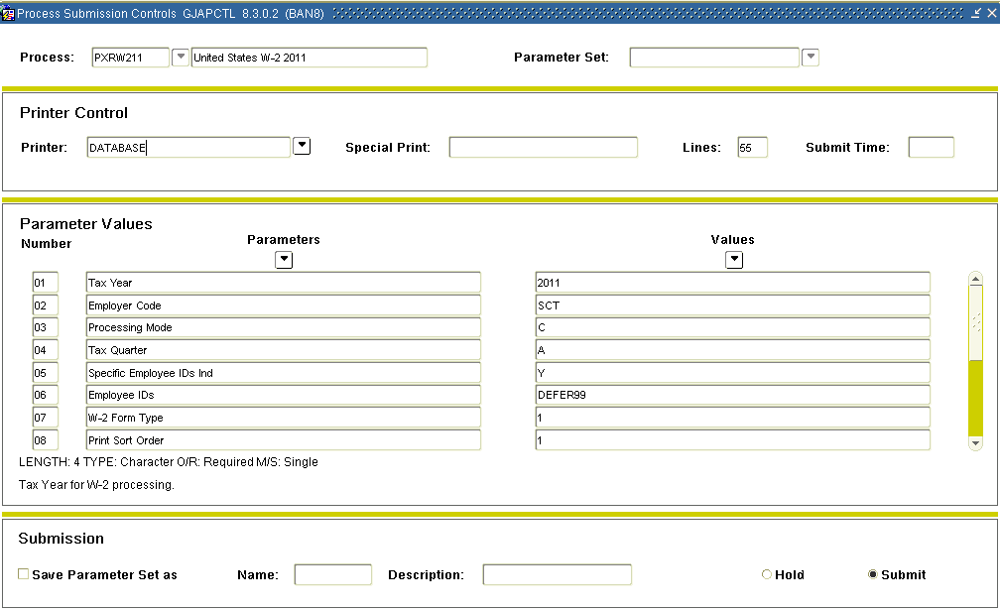 Process Submission Controls GJAPCTL 8.3.0.2 (BAN8)
Process: PXRW211 United States W-2 2011 Parameter Set:
Printer Control
Printer: DATABASE Special Print: Lines: 55 Submit Time:
Parameter Values
Number Parameters Values
01 Tax Year 2011
02 Employer Code SCT
03 Processing Mode C
04 Tax Quarter A
05 Specific Employee IDs Ind Y
06 Employee IDs DEFER99
07 W-2 Form Type 1
08 Print Sort Order 1
LENGTH: 4 TYPE: Character O/R: Required M/S: Single
Tax Year for W-2 processing.
Submission
Save Parameter Set as Name: Description: Hold Submit